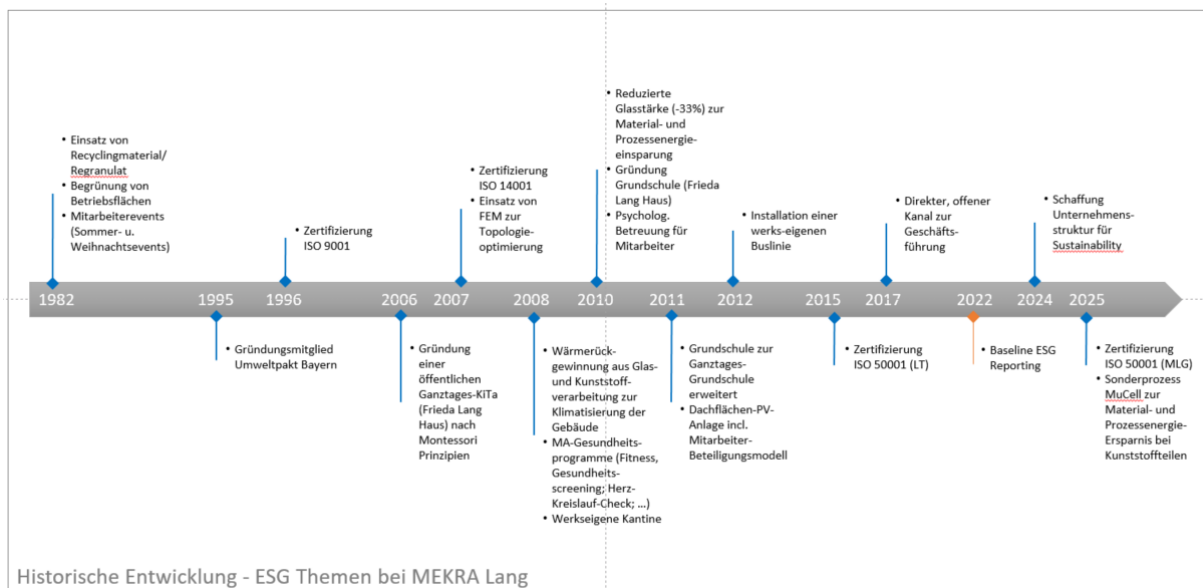 • Einsatz von
Recyclingmaterial/
Regranulat
• Begrünung von
Betriebsflächen
• Mitarbeiterevents
(Sommer- u.
Weihnachtsevents)
• Zertifizierung
ISO 9001
• Zertifizierung
ISO 14001
• Einsatz von
FEM zur
Topologie-
optimierung
• Reduzierte
Glasstärke (-33%) zur
Material- und
Prozessenergie-
einsparung
• Gründung
Grundschule (Frieda
Lang Haus)
• Psycholog.
Betreuung für
Mitarbeiter
• Installation einer
werks-eigenen
Buslinie
• Direkter, offener
Kanal zur
Geschäfts-
führung
• Schaffung
Unternehmens-
struktur für
Sustainability
1982 1995 1996 2006 2007 2008 2010 2011 2012 2015 2017 2022 2024 2025
• Gründungsmitglied
Umweltpakt Bayern
• Gründung
einer
öffentlichen
Ganztages-KiTa
(Frieda Lang
Haus) nach
Montessori
Prinzipien
• Wärmerück-
gewinnung aus Glas-
und Kunststoff-
verarbeitung zur
Klimatisierung der
Gebäude
• MA-Gesundheits-
programme (Fitness,
Gesundheits-
screening; Herz-
Kreislauf-Check; ...)
• Werkseigene Kantine
• Grundschule zur
Ganztages-
Grundschule
erweitert
• Dachflächen-PV-
Anlage incl.
Mitarbeiter-
Beteiligungsmodell
• Zertifizierung
ISO 50001 (LT)
• Baseline ESG
Reporting
• Zertifizierung
ISO 50001 (MLG)
• Sonderprozess
MuCell zur
Material- und
Prozessenergie-
Ersparnis bei
Kunststoffteilen
Historische Entwicklung - ESG Themen bei MEKRA Lang